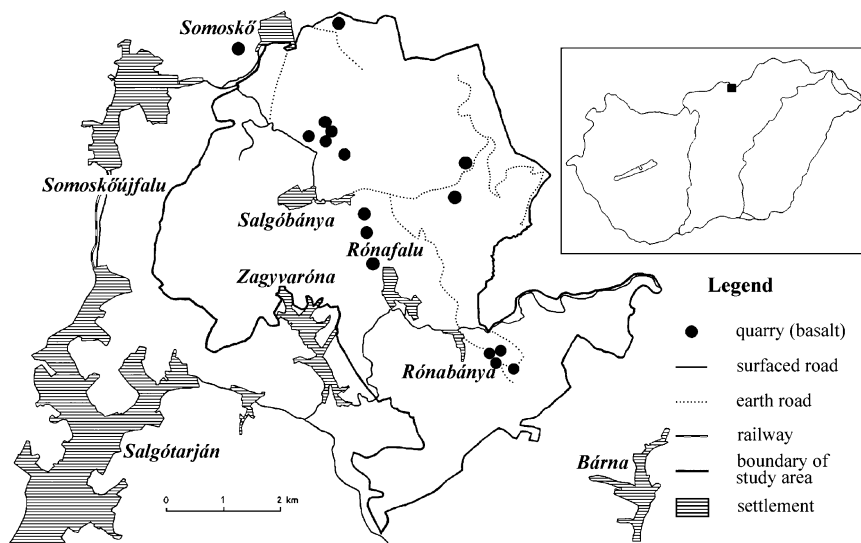 Somoskő
Somoskőújfalu
Salgóbánya
Rónafalu
Zagyvaróna
Rónabánya
Salgótarján
Bárna
0 1 2 km
Legend
quarry (basalt)
surfaced road
earth road
railway
boundary of
study area
settlement